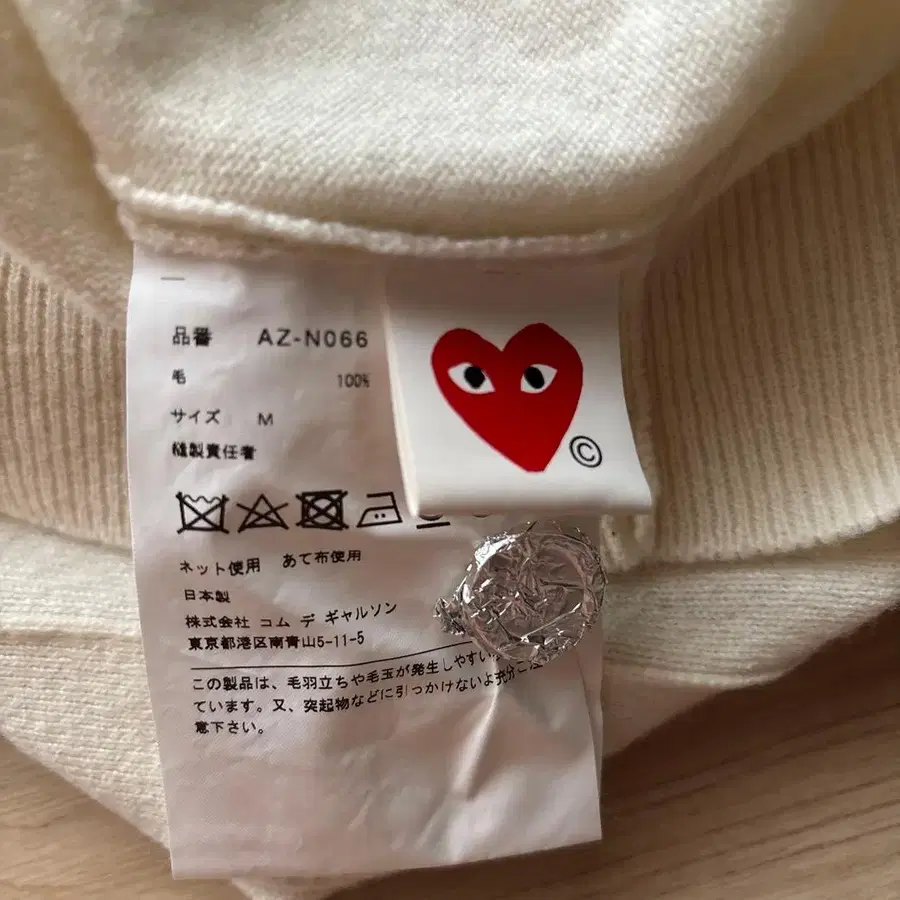 品番 AZ-N066
毛 100%
サイズ M
縫製責任者
©
ネット使用 あて布使用
日本製
株式会社 コム デ ギャルソン
東京都港区南青山5-11-5
この製品は、毛羽立ちや毛玉が発生しやすい
ています。又、突起物などに引っかけないよ充分ご
意下さい。